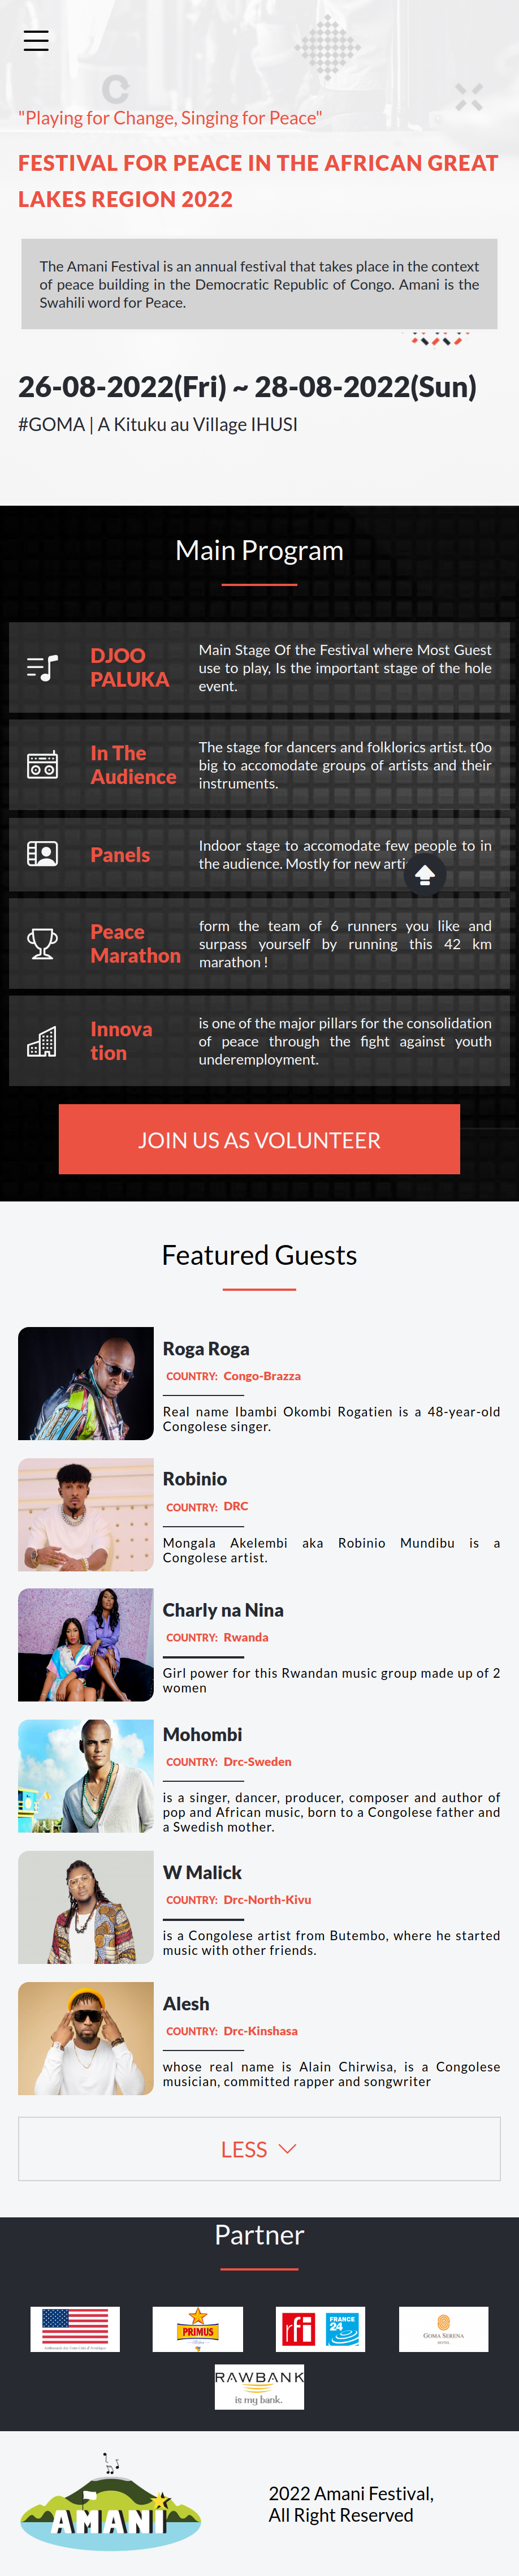 "Playing for Change, Singing for Peace"
FESTIVAL FOR PEACE IN THE AFRICAN GREAT
LAKES REGION 2022
The Amani Festival is an annual festival that takes place in the context
of peace building in the Democratic Republic of Congo. Amani is the
Swahili word for Peace.
26-08-2022(Fri) ~ 28-08-2022(Sun)
#GOMA | A Kituku au Village IHUSI
Main Program
DJOO
PALUKA
Main Stage Of the Festival where Most Guest
use to play, Is the important stage of the hole
event.
In The
Audience
The stage for dancers and folklorics artist. t0o
big to accomodate groups of artists and their
instruments.
Panels
Indoor stage to accomodate few people to in
the audience. Mostly for new arti
Peace
Marathon
form the team of 6 runners you like and
surpass yourself by running this 42 km
marathon !
Innova
tion
is one of the major pillars for the consolidation
of peace through the fight against youth
underemployment.
JOIN US AS VOLUNTEER
Featured Guests
Roga Roga
COUNTRY: Congo-Brazza
Real name Ibambi Okombi Rogatien is a 48-year-old
Congolese singer.
Robinio
COUNTRY: DRC
Mongala Akelembi aka Robinio Mundibu is a
Congolese artist.
Charly na Nina
COUNTRY: Rwanda
Girl power for this Rwandan music group made up of 2
women
Mohombi
COUNTRY: Drc-Sweden
is a singer, dancer, producer, composer and author of
pop and African music, born to a Congolese father and
a Swedish mother.
W Malick
COUNTRY: Drc-North-Kivu
is a Congolese artist from Butembo, where he started
music with other friends.
Alesh
COUNTRY: Drc-Kinshasa
whose real name is Alain Chirwisa, is a Congolese
musician, committed rapper and songwriter
LESS
Partner
PRIMUS
rfi
FRANCE
24
GOMA SERENA
HOTEL
RAWBANK
is my bank.
AMANI
2022 Amani Festival,
All Right Reserved